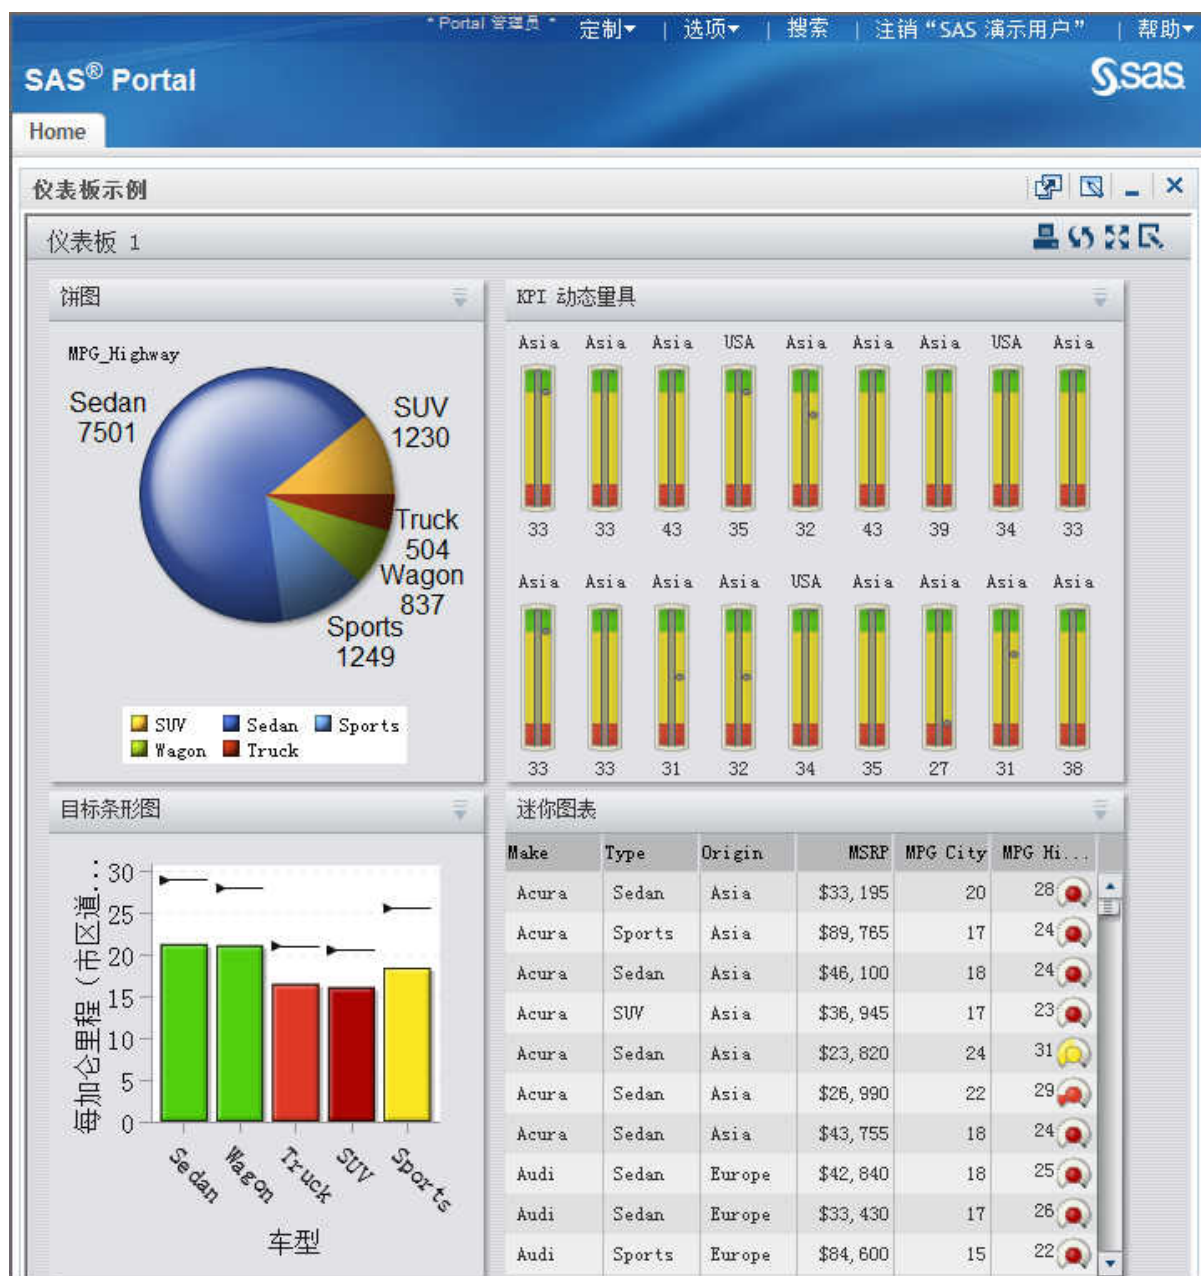 * Portal 管理员 * 定制▾ | 选项▾ | 搜索 | 注销“SAS 演示用户” | 帮助▾
SAS® Portal
sas
Home
仪表板示例
仪表板 1
饼图
MPG_Highway
Sedan
7501
SUV
1230
Truck
504
Wagon
837
Sports
1249
SUV Sedan Sports
Wagon Truck
KPI 动态量具
Asia Asia Asia USA Asia Asia Asia USA Asia
33 33 43 35 32 43 39 34 33
Asia Asia Asia Asia USA Asia Asia Asia Asia
33 33 31 32 34 35 27 31 38
目标条形图
每加仑里程（市区道...
30
25
20
15
10
5
0
Sedan
Wagon
Truck
SUV
Sports
车型
迷你图表
Make Type Origin MSRP MPG City MPG Hi...
Acura Sedan Asia $33,195 20 28
Acura Sports Asia $89,765 17 24
Acura Sedan Asia $46,100 18 24
Acura SUV Asia $36,945 17 23
Acura Sedan Asia $23,820 24 31
Acura Sedan Asia $26,990 22 29
Acura Sedan Asia $43,755 18 24
Audi Sedan Europe $42,840 18 25
Audi Sedan Europe $33,430 17 26
Audi Sports Europe $84,600 15 22